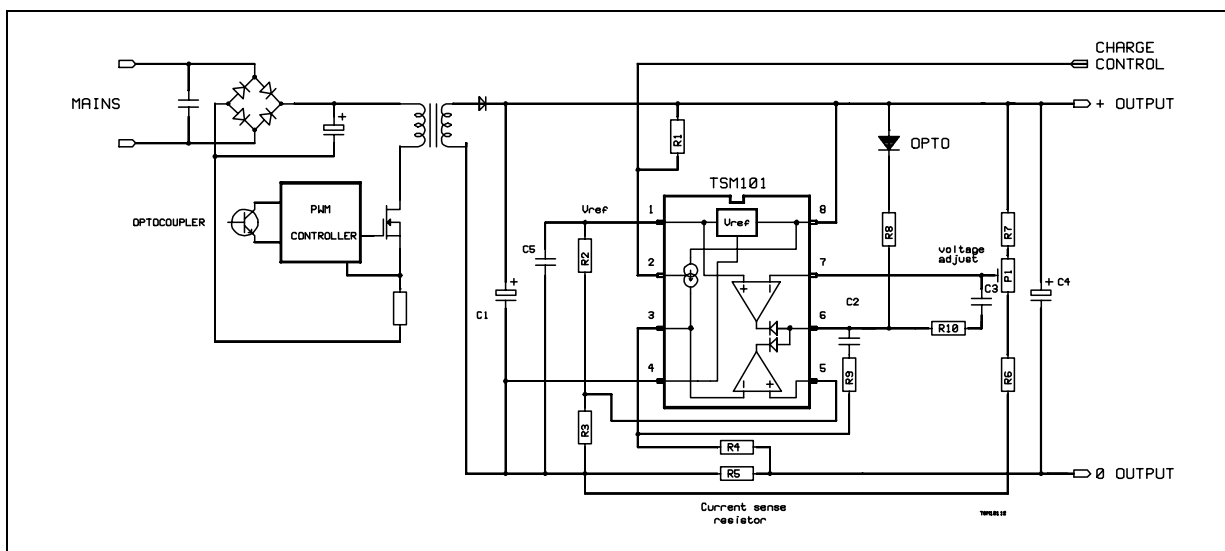 CHARGE
CONTROL
MAINS
+
+ OUTPUT
R1
OPTO
TSM101
OPTOCOUPLER
PWM
CONTROLLER
Vref
1
Vref
8
R8
R7
C5
R2
2
7
voltage
adjust
P1
+
C4
+
C1
+
-
C2
C3
3
6
R10
4
5
R9
R6
-
+
R3
R4
R5
0 OUTPUT
Current sense
resistor